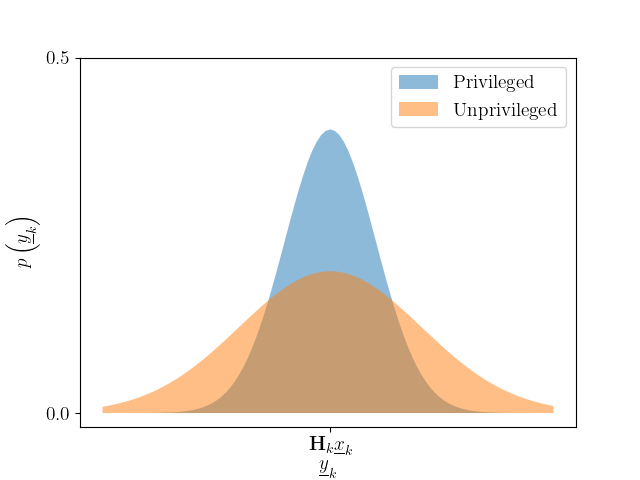 0.5
Privileged
Unprivileged
p (y_k)
0.0
H_k x_k
y_k